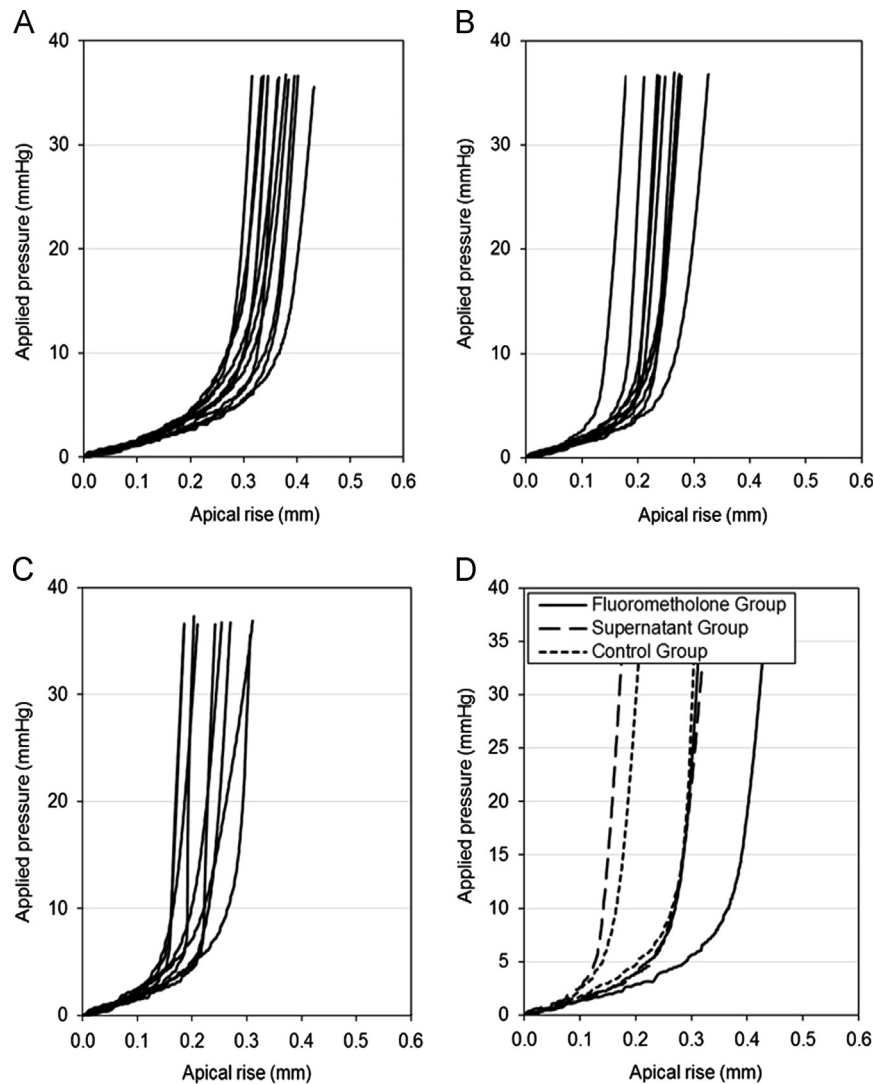 A
40
30
20
10
0
Applied pressure (mmHg)
0.0 0.1 0.2 0.3 0.4 0.5 0.6
Apical rise (mm)
B
40
30
20
10
0
Applied pressure (mmHg)
0.0 0.1 0.2 0.3 0.4 0.5 0.6
Apical rise (mm)
C
40
30
20
10
0
Applied pressure (mmHg)
0.0 0.1 0.2 0.3 0.4 0.5 0.6
Apical rise (mm)
D
Fluorometholone Group
Supernatant Group
Control Group
40
35
30
25
20
15
10
5
0
Applied pressure (mmHg)
0.0 0.1 0.2 0.3 0.4 0.5 0.6
Apical rise (mm)